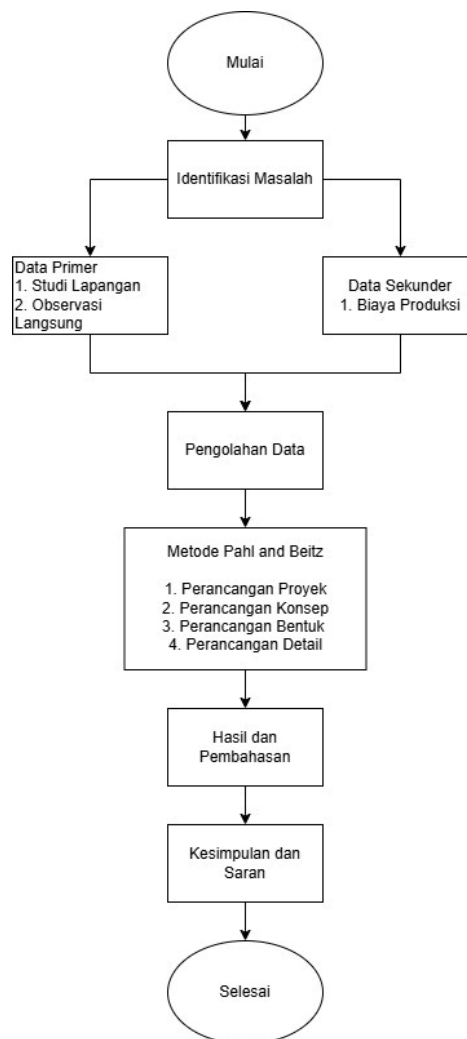 Mulai
Identifikasi Masalah
Data Primer
1. Studi Lapangan
2. Observasi
Langsung
Data Sekunder
1. Biaya Produksi
Pengolahan Data
Metode Pahl and Beitz
1. Perancangan Proyek
2. Perancangan Konsep
3. Perancangan Bentuk
4. Perancangan Detail
Hasil dan
Pembahasan
Kesimpulan dan
Saran
Selesai